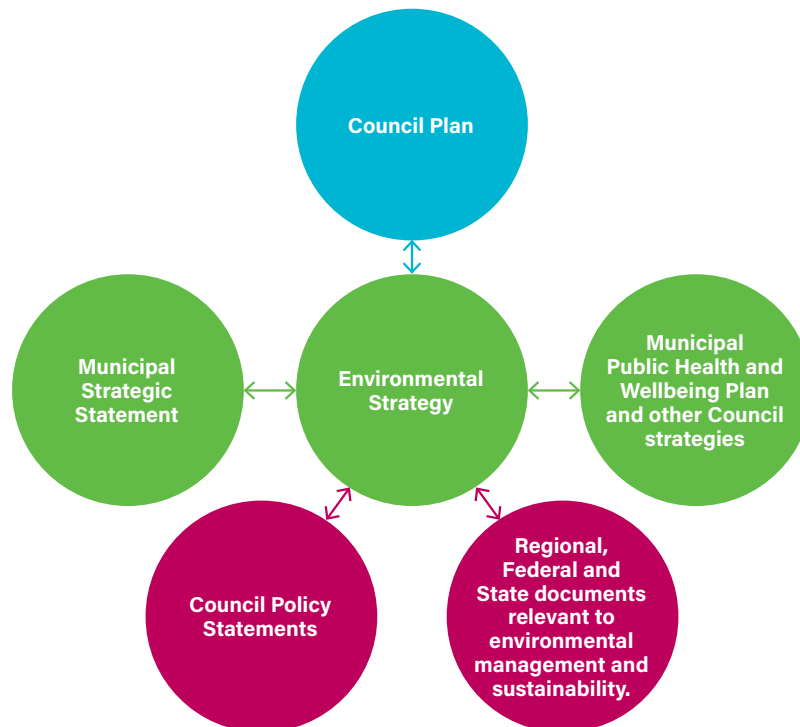 Council Plan
Municipal
Strategic
Statement
Environmental
Strategy
Municipal
Public Health and
Wellbeing Plan
and other Council
strategies
Council Policy
Statements
Regional,
Federal and
State documents
relevant to
environmental
management and
sustainability.